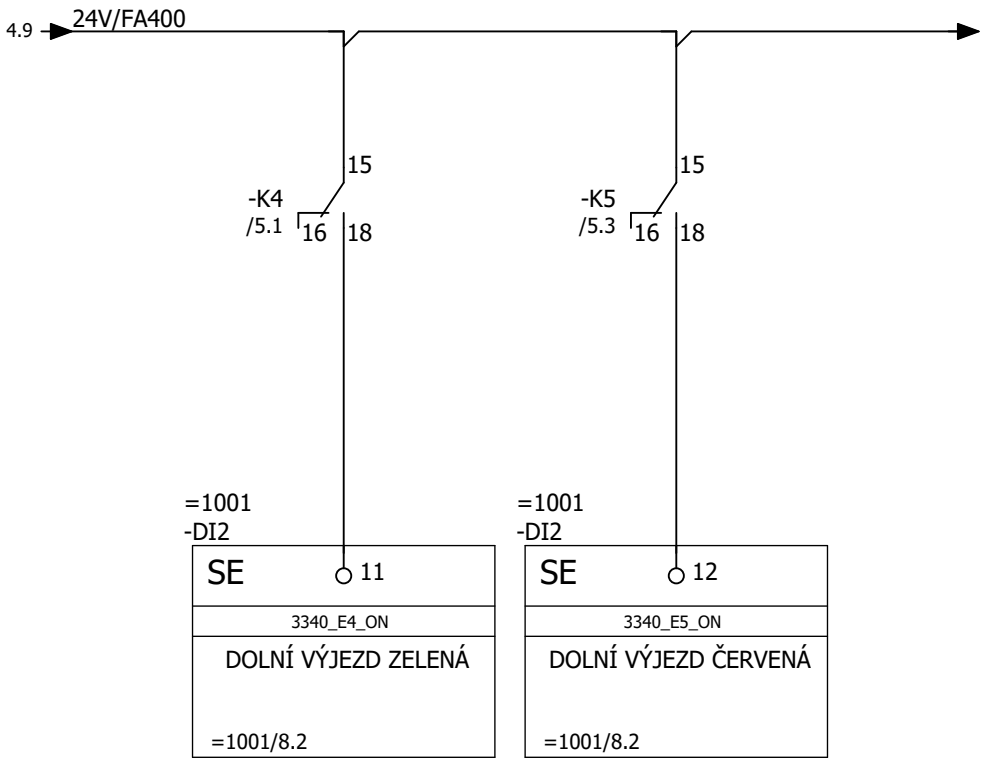 24V/FA400
4.9
15
-K4
/5.1
16
18
15
-K5
/5.3
16
18
=1001
-DI2
SE
11
3340_E4_ON
DOLNÍ VÝJEZD ZELENÁ
=1001/8.2
=1001
-DI2
SE
12
3340_E5_ON
DOLNÍ VÝJEZD ČERVENÁ
=1001/8.2